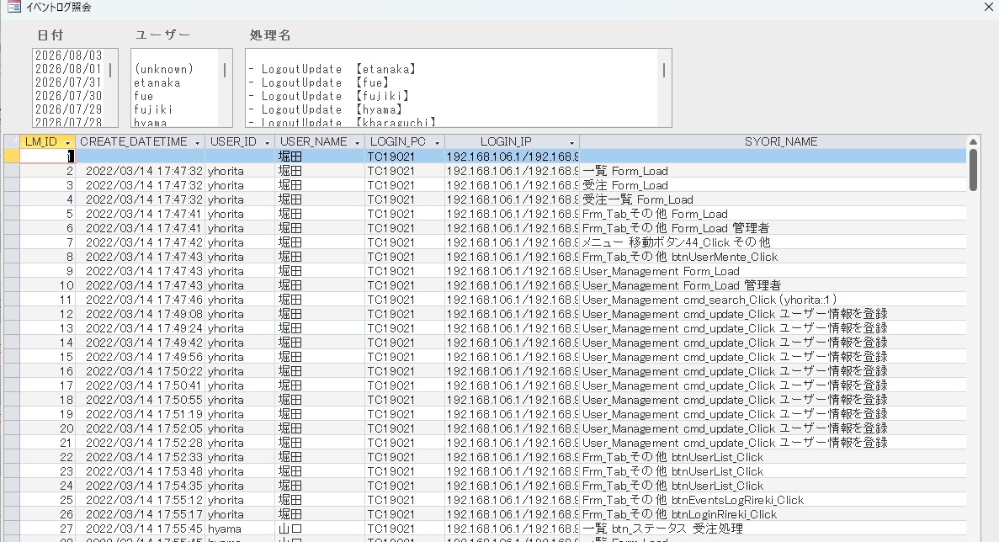 イベントログ照会
日付 ユーザー 処理名
2026/08/03
2026/08/01 (unknown) - LogoutUpdate 【etanaka】
2026/07/31 etanaka - LogoutUpdate 【fue】
2026/07/30 fue - LogoutUpdate 【fujiki】
2026/07/29 fujiki - LogoutUpdate 【hyama】
2026/07/28 hyama - LogoutUpdate 【kharaguchi】
LM_ID CREATE_DATETIME USER_ID USER_NAME LOGIN_PC LOGIN_IP SYORI_NAME
1 堀田 TC19021 192.168.106.1/192.168.9
2 2022/03/14 17:47:32 yhorita 堀田 TC19021 192.168.106.1/192.168.9 一覧 Form_Load
3 2022/03/14 17:47:32 yhorita 堀田 TC19021 192.168.106.1/192.168.9 受注 Form_Load
4 2022/03/14 17:47:32 yhorita 堀田 TC19021 192.168.106.1/192.168.9 受注一覧 Form_Load
5 2022/03/14 17:47:41 yhorita 堀田 TC19021 192.168.106.1/192.168.9 Frm_Tab_その他 Form_Load
6 2022/03/14 17:47:41 yhorita 堀田 TC19021 192.168.106.1/192.168.9 Frm_Tab_その他 Form_Load 管理者
7 2022/03/14 17:47:42 yhorita 堀田 TC19021 192.168.106.1/192.168.9 メニュー 移動ボタン44_Click その他
8 2022/03/14 17:47:43 yhorita 堀田 TC19021 192.168.106.1/192.168.9 Frm_Tab_その他 btnUserMente_Click
9 2022/03/14 17:47:43 yhorita 堀田 TC19021 192.168.106.1/192.168.9 User_Management Form_Load
10 2022/03/14 17:47:43 yhorita 堀田 TC19021 192.168.106.1/192.168.9 User_Management Form_Load 管理者
11 2022/03/14 17:47:46 yhorita 堀田 TC19021 192.168.106.1/192.168.9 User_Management cmd_search_Click (yhorita::1)
12 2022/03/14 17:49:08 yhorita 堀田 TC19021 192.168.106.1/192.168.9 User_Management cmd_update_Click ユーザー情報を登録
13 2022/03/14 17:49:24 yhorita 堀田 TC19021 192.168.106.1/192.168.9 User_Management cmd_update_Click ユーザー情報を登録
14 2022/03/14 17:49:42 yhorita 堀田 TC19021 192.168.106.1/192.168.9 User_Management cmd_update_Click ユーザー情報を登録
15 2022/03/14 17:49:56 yhorita 堀田 TC19021 192.168.106.1/192.168.9 User_Management cmd_update_Click ユーザー情報を登録
16 2022/03/14 17:50:22 yhorita 堀田 TC19021 192.168.106.1/192.168.9 User_Management cmd_update_Click ユーザー情報を登録
17 2022/03/14 17:50:41 yhorita 堀田 TC19021 192.168.106.1/192.168.9 User_Management cmd_update_Click ユーザー情報を登録
18 2022/03/14 17:50:55 yhorita 堀田 TC19021 192.168.106.1/192.168.9 User_Management cmd_update_Click ユーザー情報を登録
19 2022/03/14 17:51:19 yhorita 堀田 TC19021 192.168.106.1/192.168.9 User_Management cmd_update_Click ユーザー情報を登録
20 2022/03/14 17:52:05 yhorita 堀田 TC19021 192.168.106.1/192.168.9 User_Management cmd_update_Click ユーザー情報を登録
21 2022/03/14 17:52:28 yhorita 堀田 TC19021 192.168.106.1/192.168.9 User_Management cmd_update_Click ユーザー情報を登録
22 2022/03/14 17:52:33 yhorita 堀田 TC19021 192.168.106.1/192.168.9 Frm_Tab_その他 btnUserList_Click
23 2022/03/14 17:53:48 yhorita 堀田 TC19021 192.168.106.1/192.168.9 Frm_Tab_その他 btnUserList_Click
24 2022/03/14 17:54:35 yhorita 堀田 TC19021 192.168.106.1/192.168.9 Frm_Tab_その他 btnUserList_Click
25 2022/03/14 17:55:12 yhorita 堀田 TC19021 192.168.106.1/192.168.9 Frm_Tab_その他 btnEventsLogRireki_Click
26 2022/03/14 17:55:17 yhorita 堀田 TC19021 192.168.106.1/192.168.9 Frm_Tab_その他 btnLoginRireki_Click
27 2022/03/14 17:55:45 hyama 山口 TC19021 192.168.106.1/192.168.9 一覧 btn_ステータス 受注処理